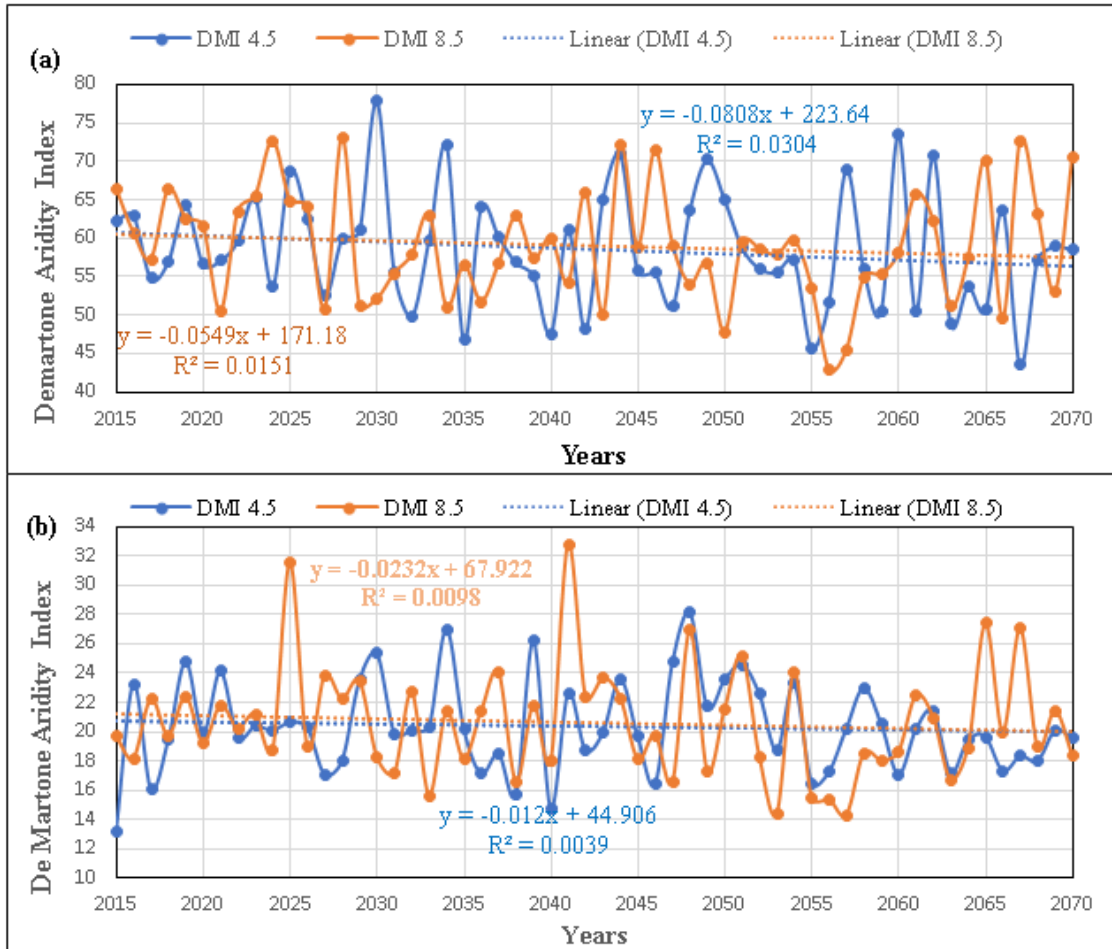 DMI 4.5 DMI 8.5 Linear (DMI 4.5) Linear (DMI 8.5)
(a)
Demartone Aridity Index
80
75
70
65
60
55
50
45
40
y = -0.0808x + 223.64
R² = 0.0304
y = -0.0549x + 171.18
R² = 0.0151
2015 2020 2025 2030 2035 2040 2045 2050 2055 2060 2065 2070
Years
DMI 4.5 DMI 8.5 Linear (DMI 4.5) Linear (DMI 8.5)
(b)
De Martone Aridity Index
34
32
30
28
26
24
22
20
18
16
14
12
10
y = -0.0232x + 67.922
R² = 0.0098
y = -0.012x + 44.906
R² = 0.0039
2015 2020 2025 2030 2035 2040 2045 2050 2055 2060 2065 2070
Years